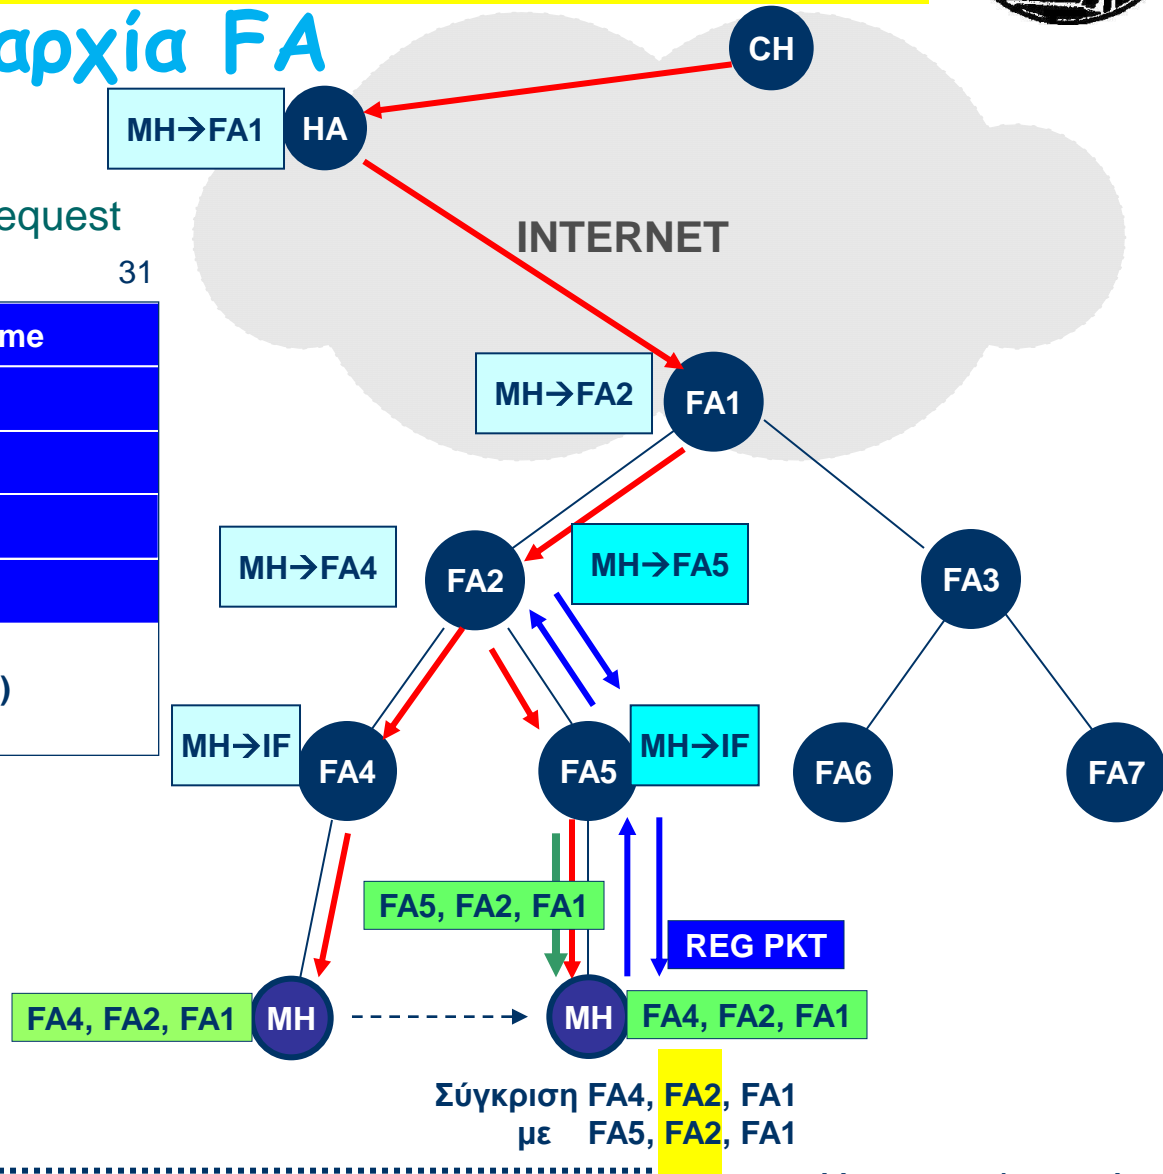 αρχία FA
CH
MH→FA1
HA
equest
INTERNET
31
me
MH→FA2
FA1
MH→FA4
FA2
MH→FA5
FA3
)
MH→IF
FA4
FA5
MH→IF
FA6
FA7
FA5, FA2, FA1
REG PKT
FA4, FA2, FA1
MH
MH
FA4, FA2, FA1
Σύγκριση FA4, FA2, FA1
με FA5, FA2, FA1